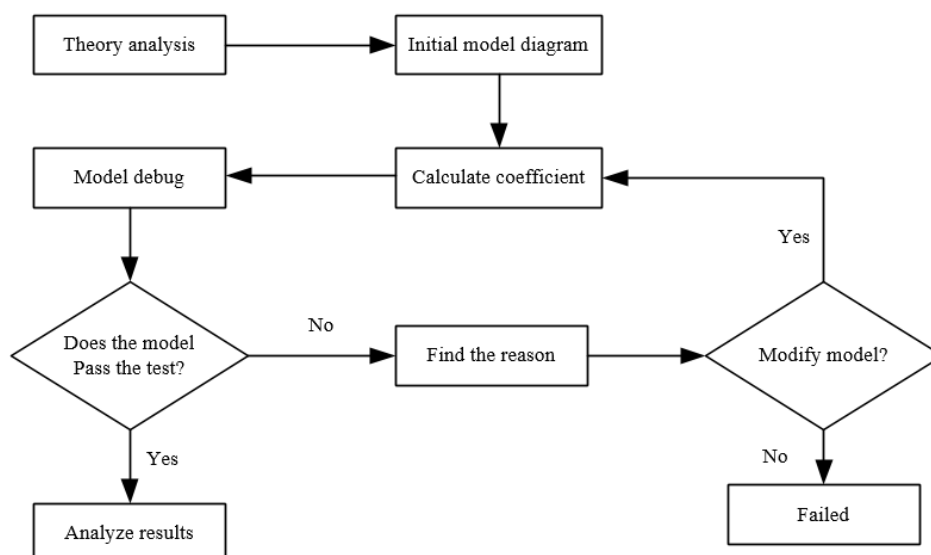 Theory analysis
Initial model diagram
Model debug
Calculate coefficient
Yes
Does the model
Pass the test?
No
Find the reason
Modify model?
Yes
No
Analyze results
Failed